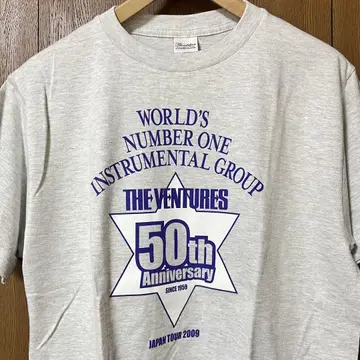 WORLD'S
NUMBER ONE
INSTRUMENTAL GROUP
THE VENTURES
50th
Anniversary
SINCE 1959
JAPAN TOUR 2009